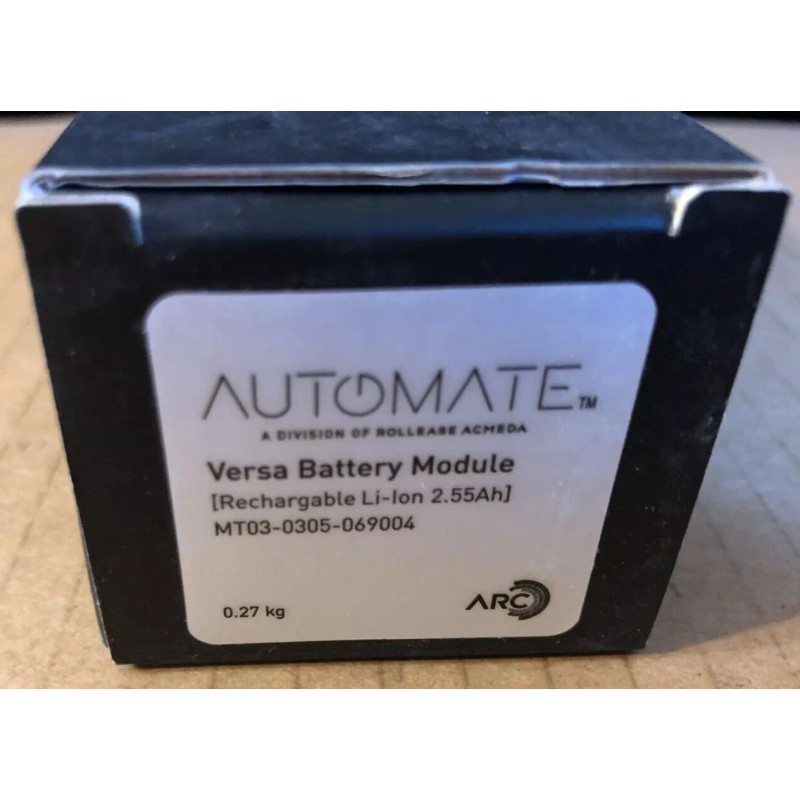 AUTOMATE™
A DIVISION OF ROLLEASE ACMEDA
Versa Battery Module
[Rechargable Li-Ion 2.55Ah]
MT03-0305-069004
0.27 kg
ARC